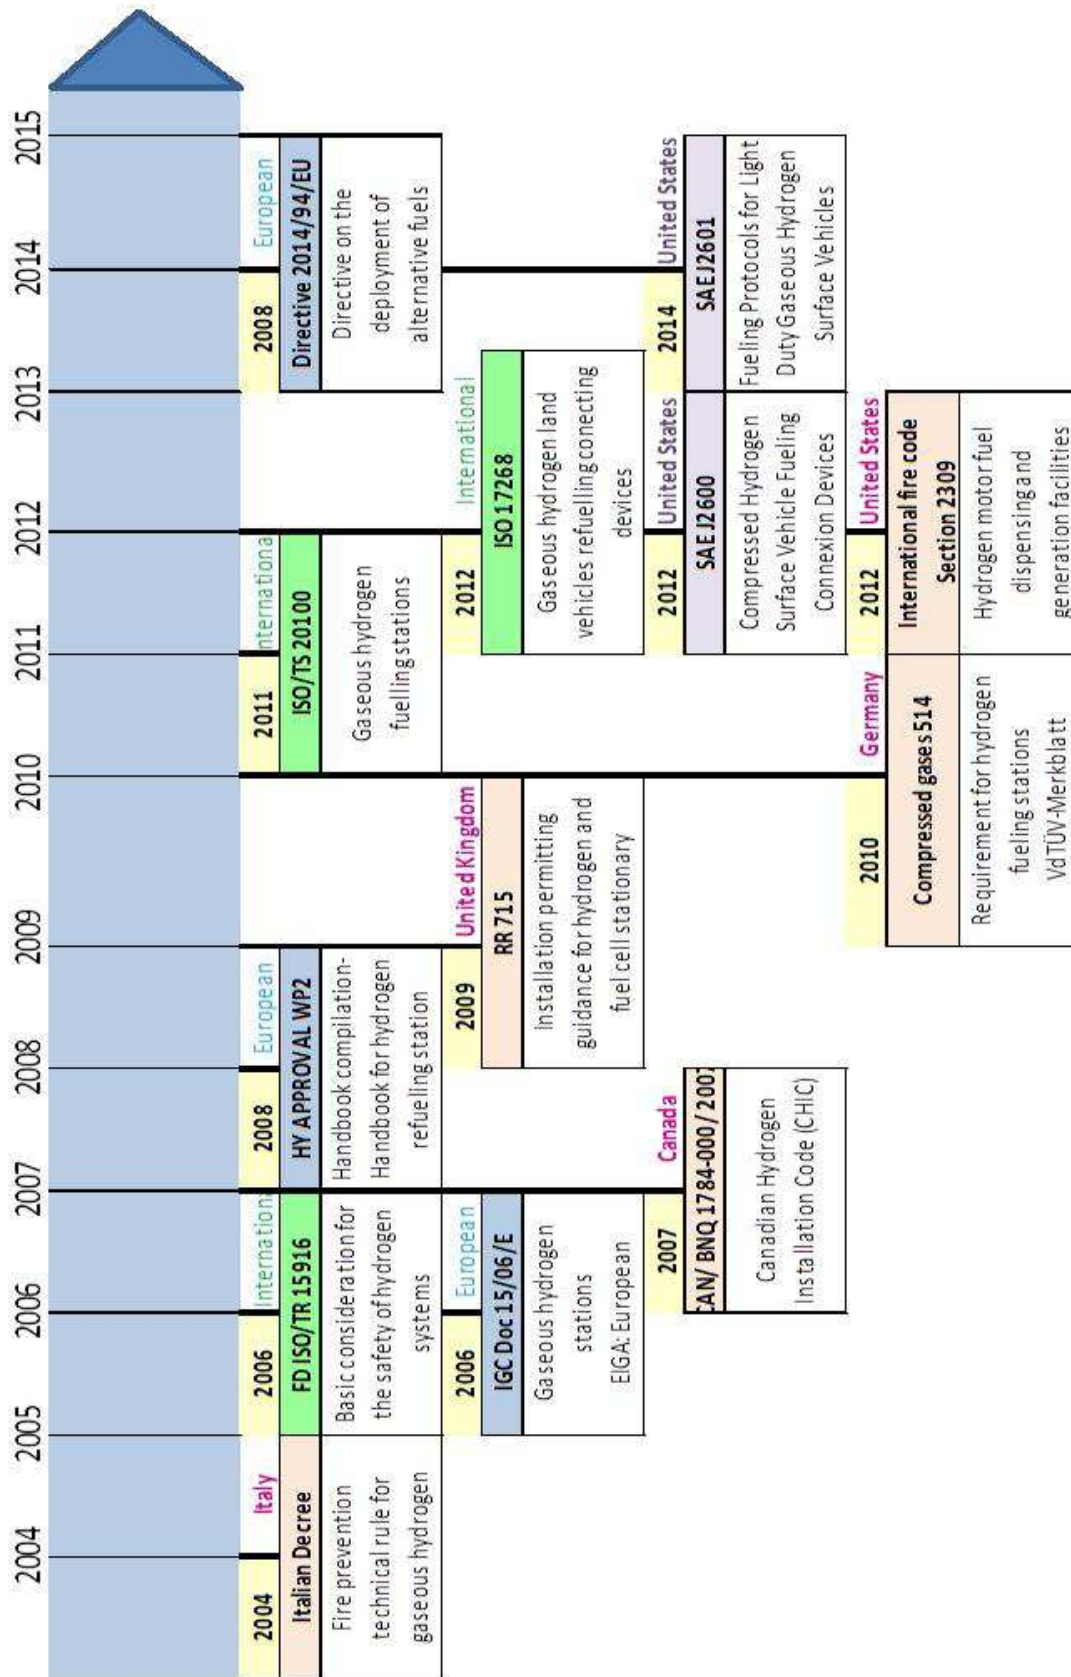 2004 2005 2006 2007 2008 2009 2010 2011 2012 2013 2014 2015
2004 Italy
Italian Decree
Fire prevention
technical rule for
gaseous hydrogen
2006 Internationa
FD ISO/TR 15916
Basic consideration for
the safety of hydrogen
systems
2008 European
HY APPROVAL WP2
Handbook compilation-
Handbook for hydrogen
refueling station
2011 nternationa
ISO/TS 20100
Gaseous hydrogen
fuelling stations
2008 European
Directive 2014/94/EU
Directive on the
deployment of
alternative fuels
2006 European
IGC Doc 15/06/E
Gaseous hydrogen
stations
EIGA: European
2009 United Kingdom
RR 715
Installation permitting
guidance for hydrogen and
fuel cell stationary
2012 International
ISO 17268
Gaseous hydrogen land
vehicles refuelling conecting
devices
2007 Canada
CAN/ BNQ 1784-000/ 2007
Canadian Hydrogen
Installation Code (CHIC)
2012 United States
SAEJ2600
Compressed Hydrogen
Surface Vehicle Fueling
Connexion Devices
2014 United States
SAEJ2601
Fueling Protocols for Light
Duty Gaseous Hydrogen
Surface Vehicles
2010 Germany
Compressed gases 514
Requirement for hydrogen
fueling stations
VdTÜV-Merkblatt
2012 United States
International fire code
Section 2309
Hydrogen motor fuel
dispensing and
generation facilities